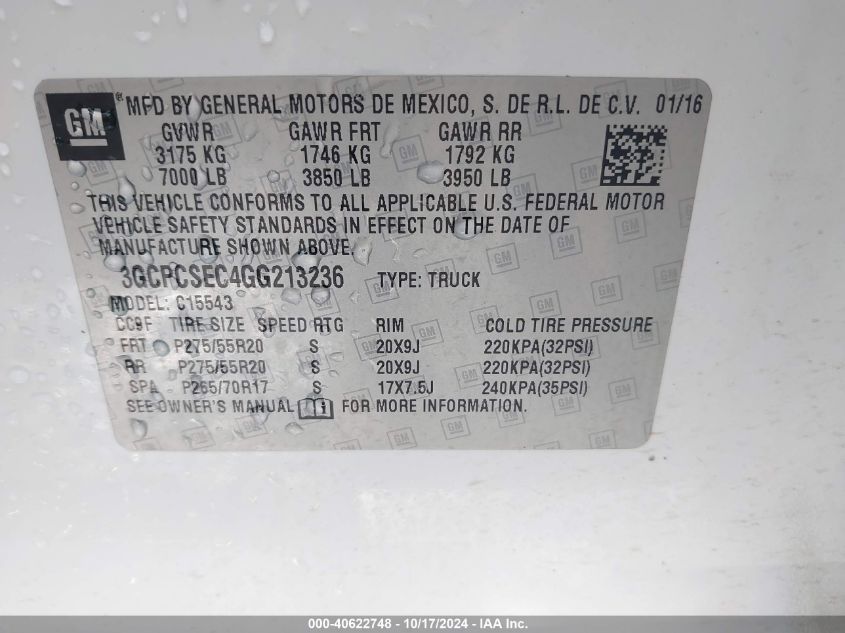 GM ® MFD BY GENERAL MOTORS DE MEXICO, S. DE R.L. DE C.V. 01/16
GVWR GAWR FRT GAWR RR
3175 KG 1746 KG 1792 KG
7000 LB 3850 LB 3950 LB
THIS VEHICLE CONFORMS TO ALL APPLICABLE U.S. FEDERAL MOTOR
VEHICLE SAFETY STANDARDS IN EFFECT ON THE DATE OF
MANUFACTURE SHOWN ABOVE.
3GCPCSEC4GG213236 TYPE: TRUCK
MODEL: C15543
CC9F TIRE SIZE SPEED RTG RIM COLD TIRE PRESSURE
FRT P275/55R20 S 20X9J 220KPA(32PSI)
RR P275/55R20 S 20X9J 220KPA(32PSI)
SPA P265/70R17 S 17X7.5J 240KPA(35PSI)
SEE OWNER'S MANUAL FOR MORE INFORMATION.
000-40622748 - 10/17/2024 - IAA Inc.